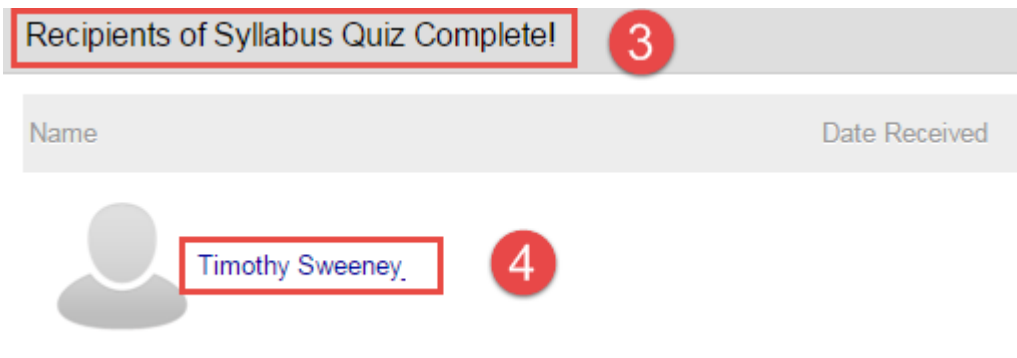 Recipients of Syllabus Quiz Complete! 3
Name Date Received
Timothy Sweeney 4